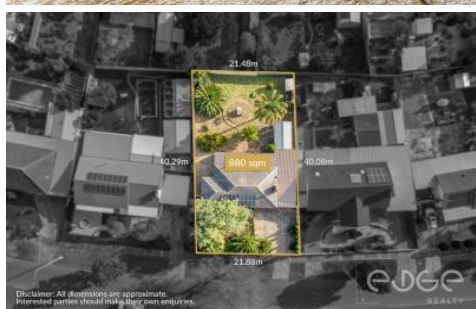 21.48m
40.29m
880 sqm
40.08m
21.88m
Disclaimer: All dimensions are approximate.
Interested parties should make their own enquiries.
EDGE
REALTY